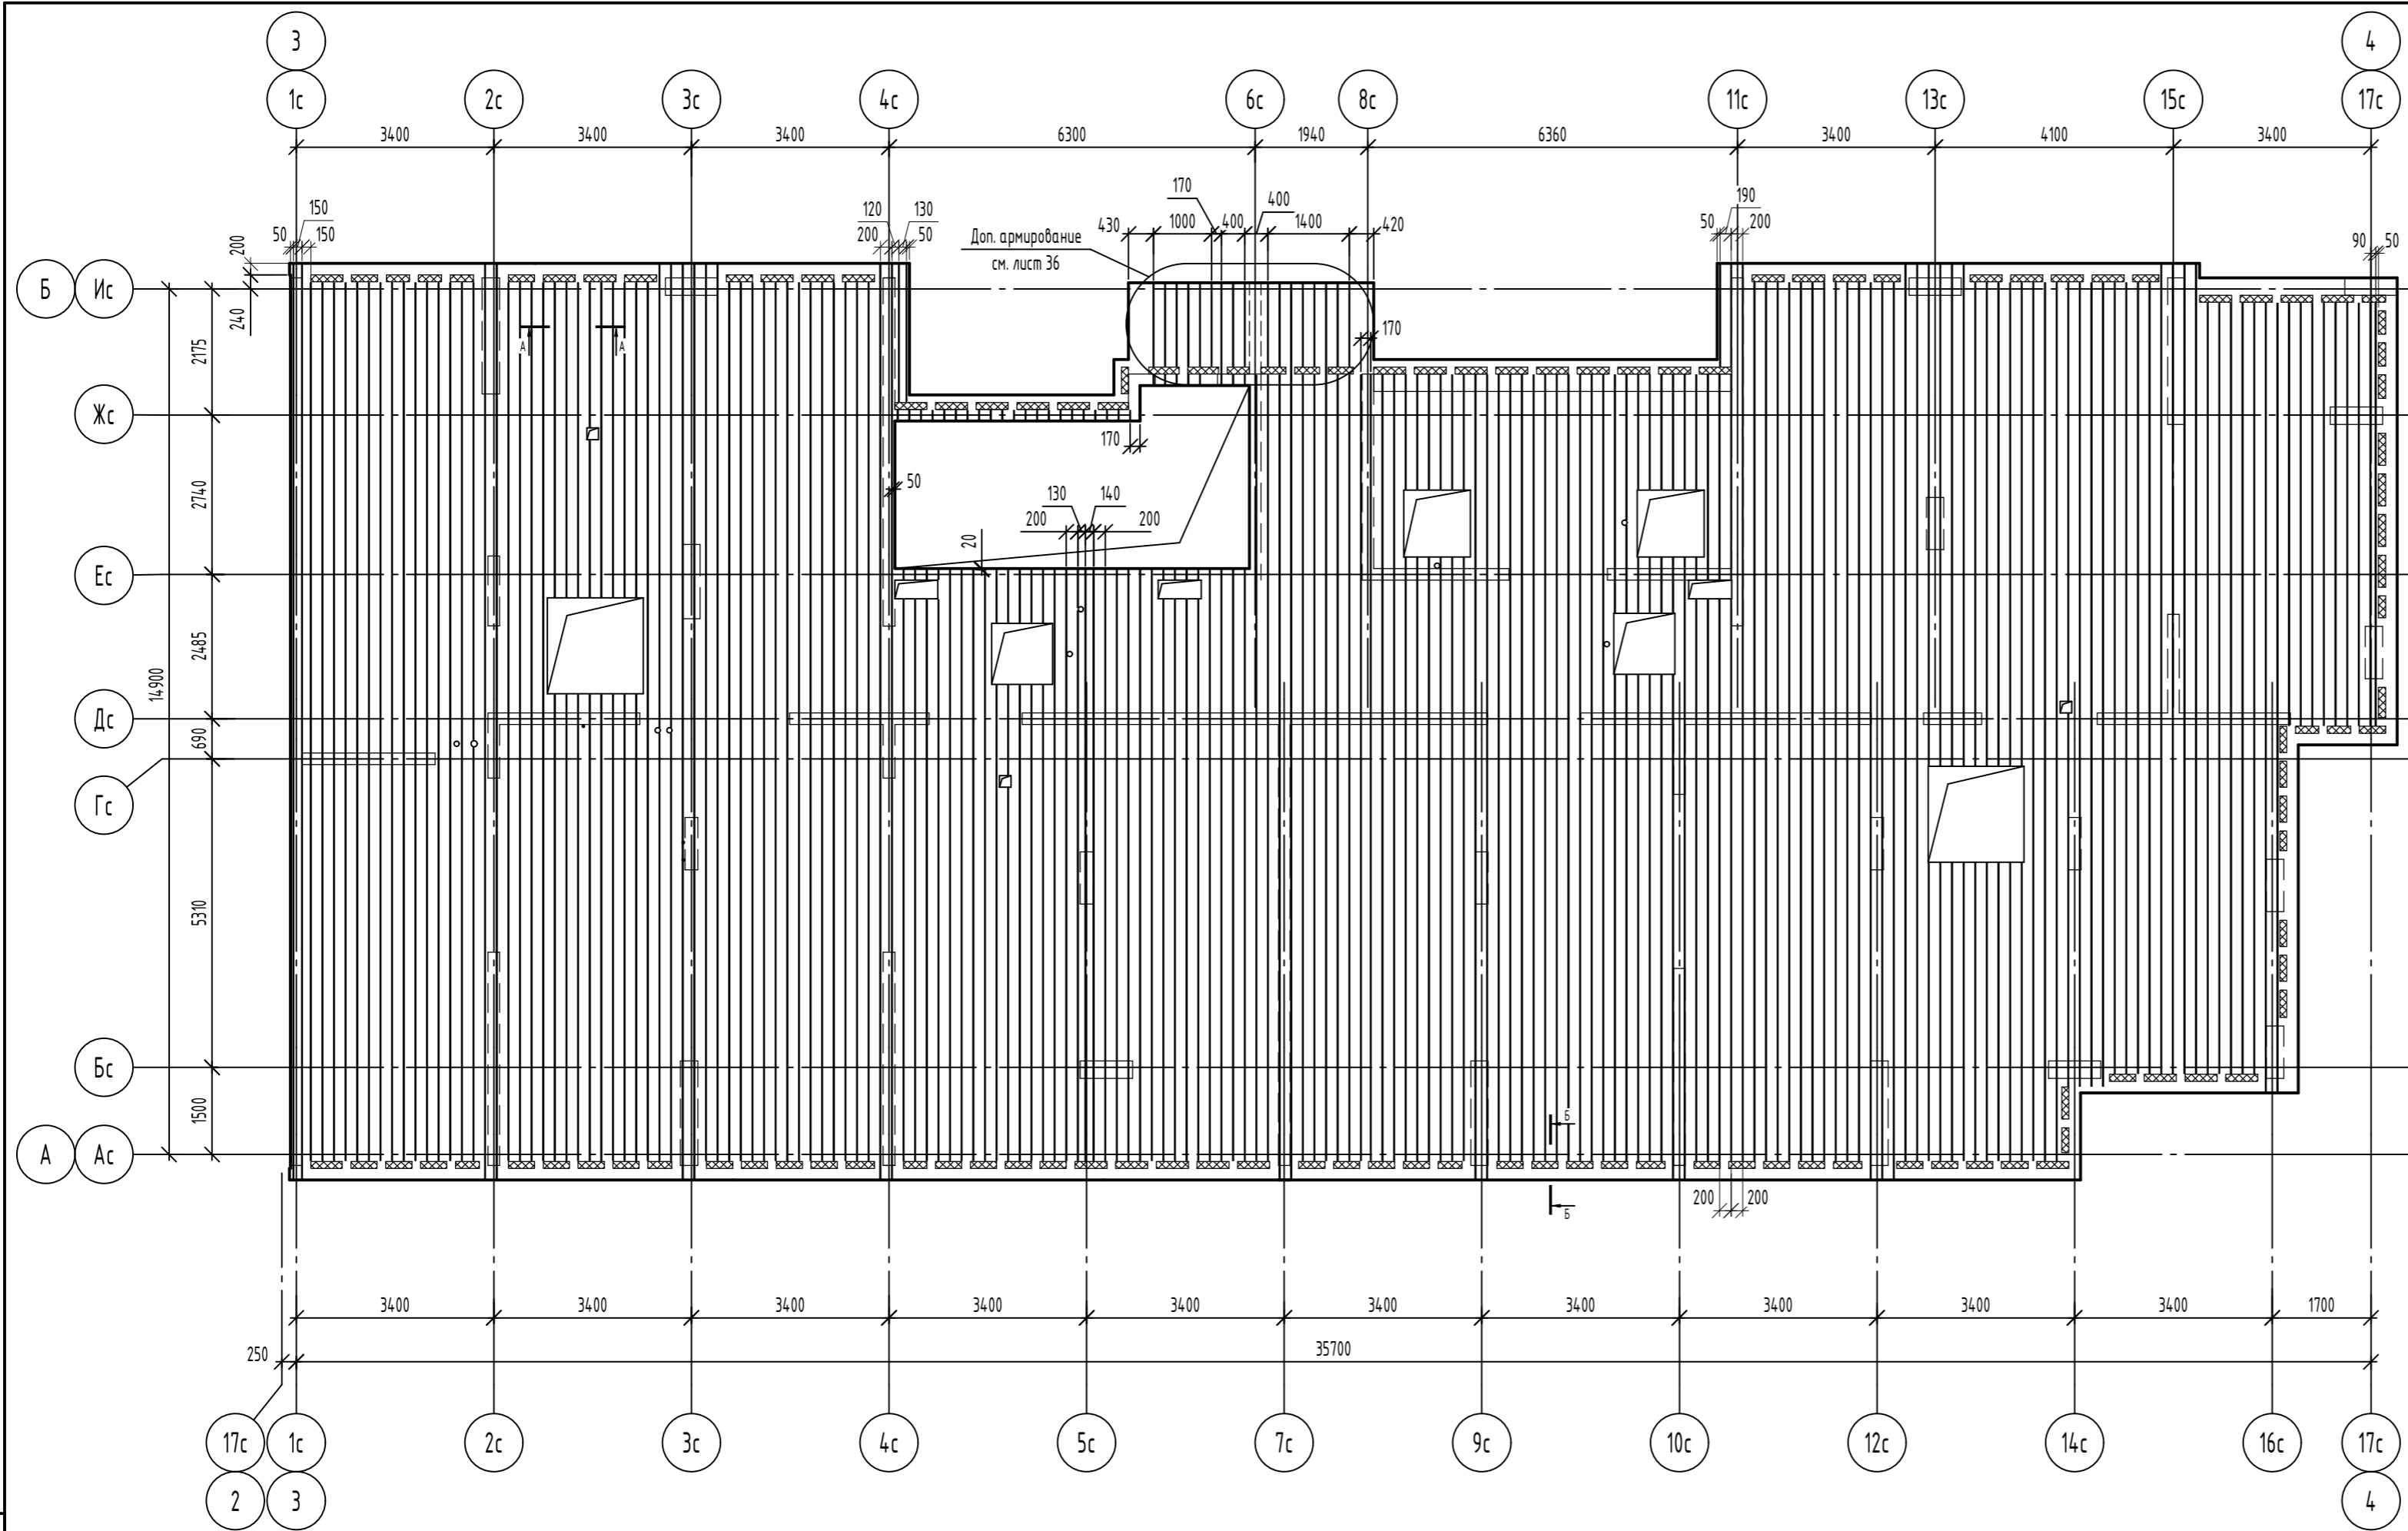 3
4
1с
2с
3с
4с
6с
8с
11с
13с
15с
17с
3400
3400
3400
6300
1940
6360
3400
4100
3400
150
50
150
200
240
120
130
200
50
Доп. армирование
см. лист 36
430
170
1000
400
400
1400
420
190
50
200
90
50
Б
Ис
2175
А
А
170
Жс
170
2740
50
130
140
200
200
20
Ес
2485
14900
Дс
690
Гс
5310
Бс
1500
Б
А
Ас
Б
200
200
3400
3400
3400
3400
3400
3400
3400
3400
3400
3400
1700
250
35700
17с
1с
2с
3с
4с
5с
7с
9с
10с
12с
14с
16с
17с
2
3
4